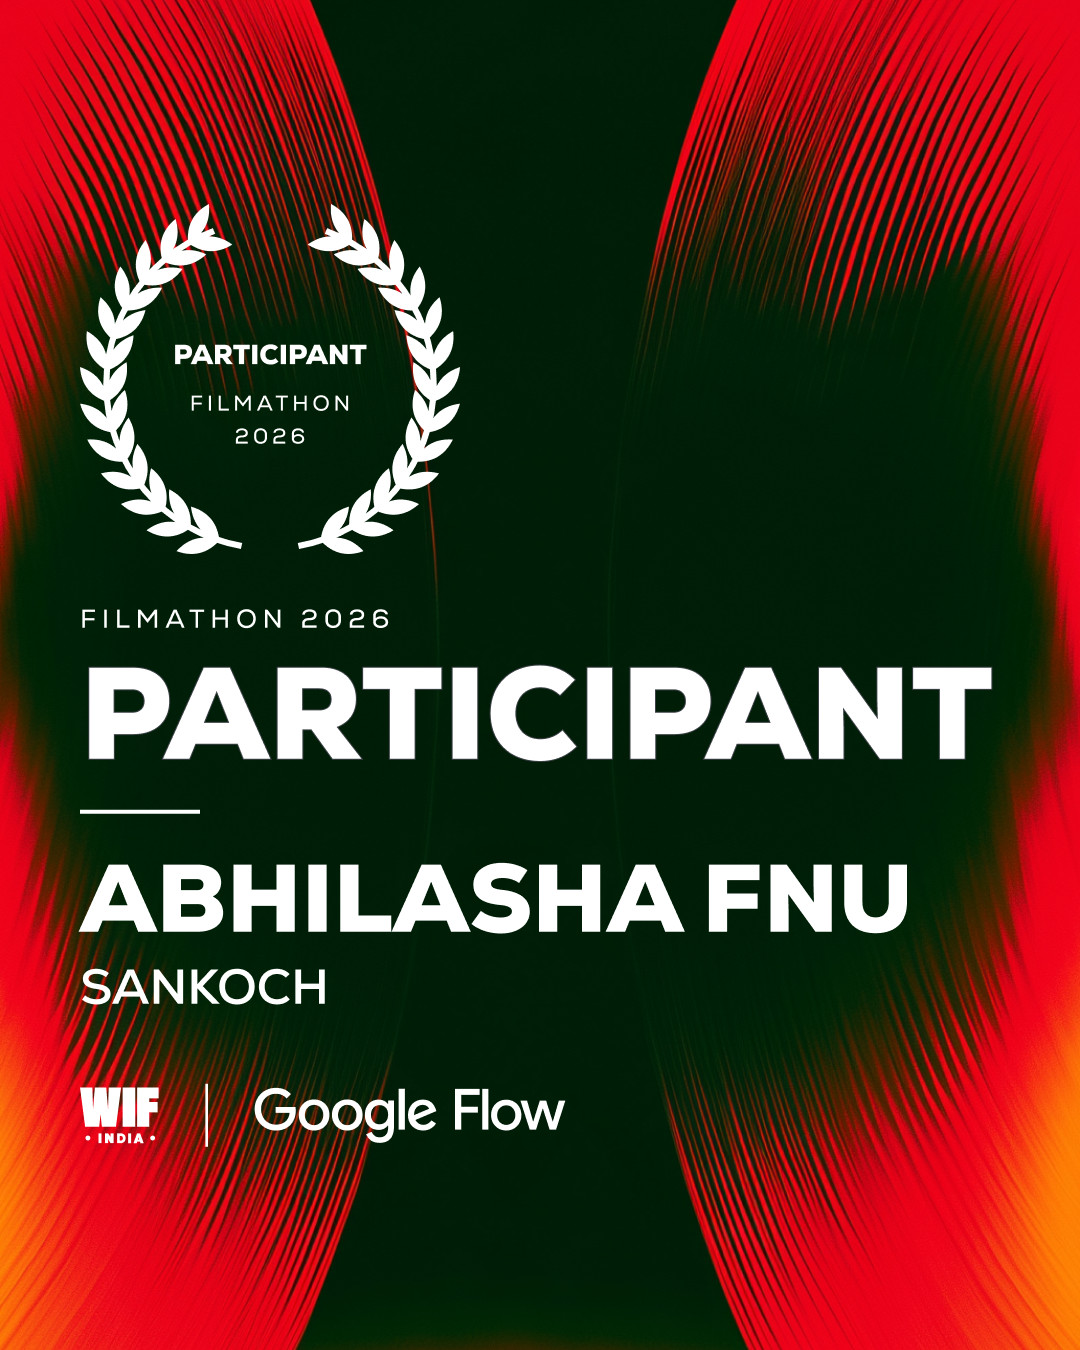 PARTICIPANT
FILMATHON
2026
FILMATHON 2026
PARTICIPANT
ABHILASHA FNU
SANKOCH
WIF
• INDIA •
Google Flow